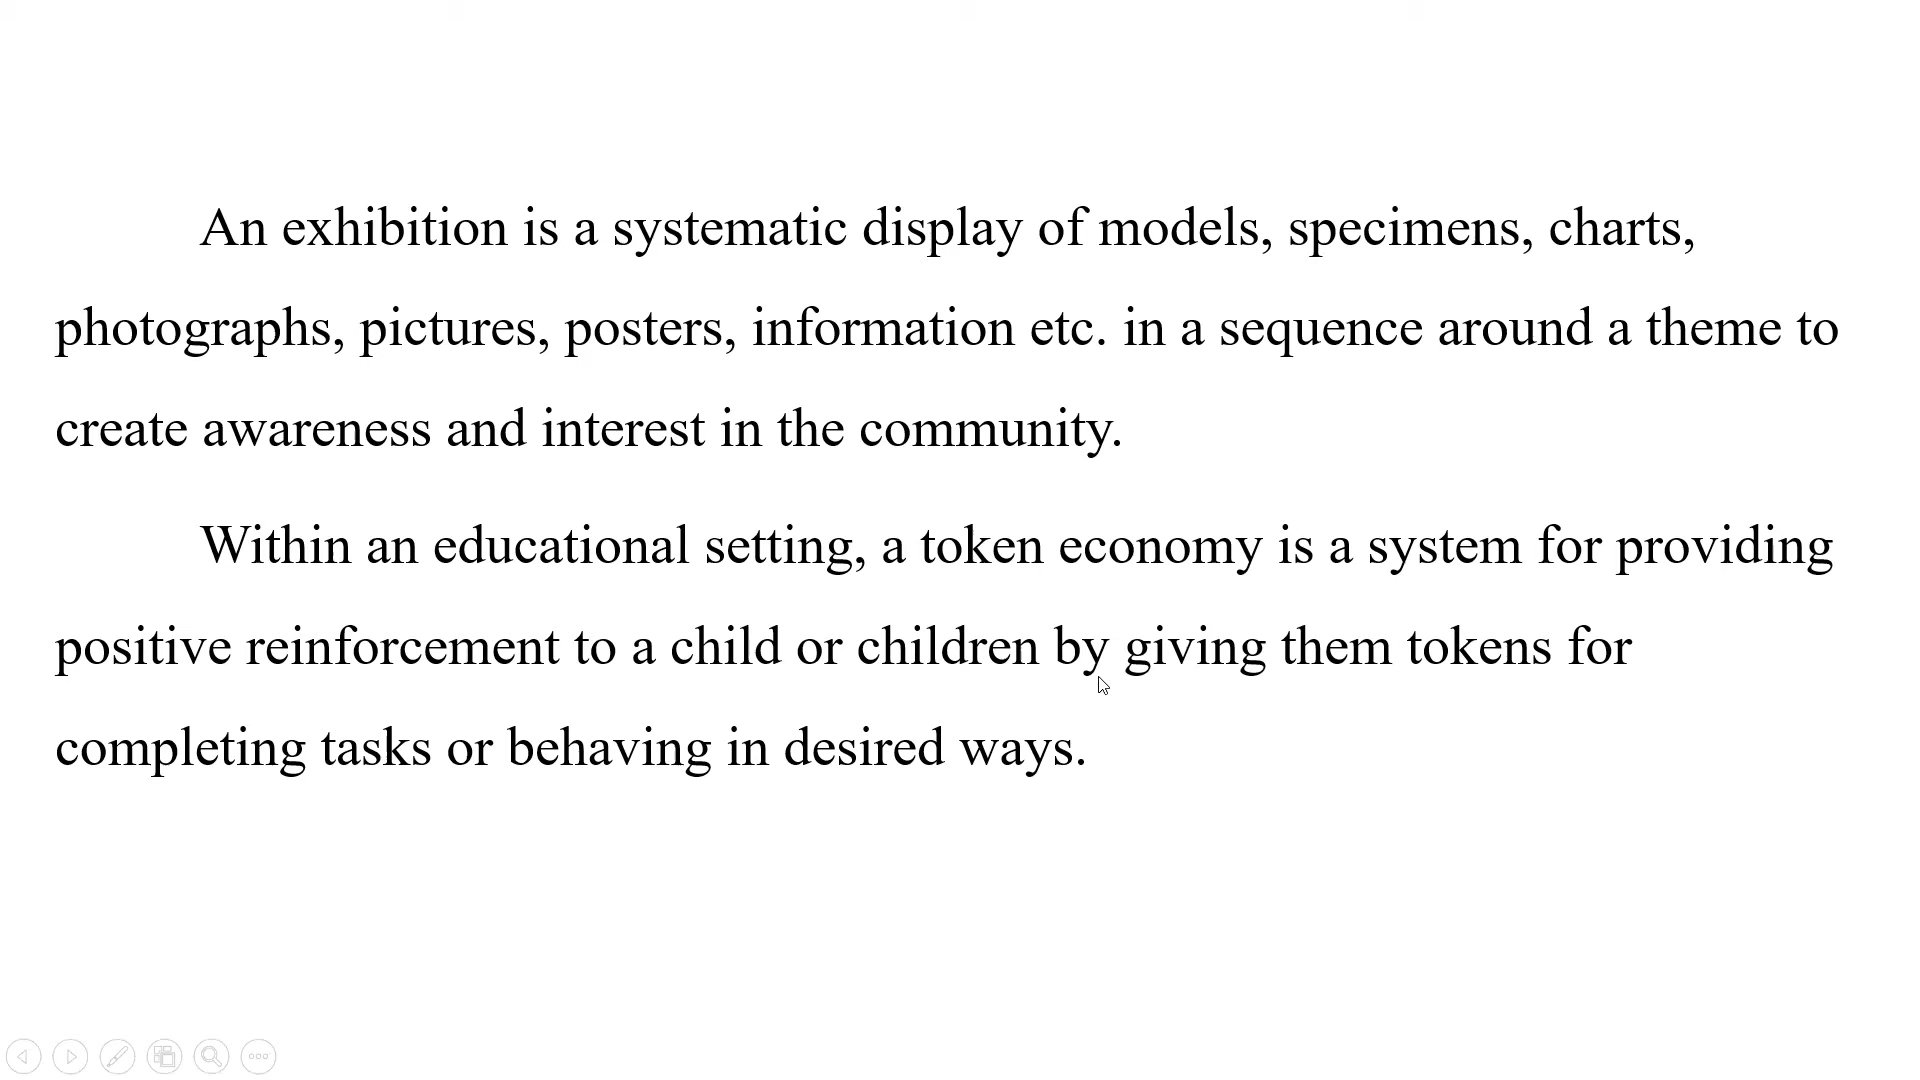 An exhibition is a systematic display of models, specimens, charts,
photographs, pictures, posters, information etc. in a sequence around a theme to
create awareness and interest in the community.
Within an educational setting, a token economy is a system for providing
positive reinforcement to a child or children by giving them tokens for
completing tasks or behaving in desired ways.